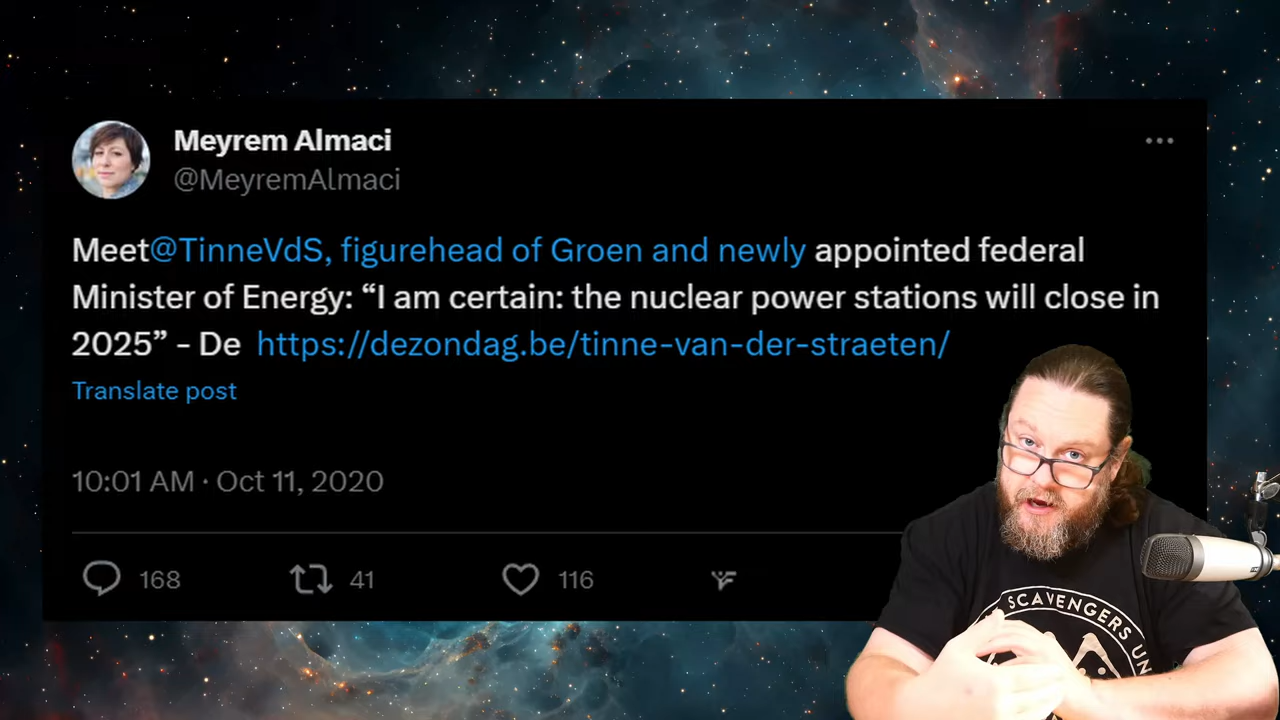 Meyrem Almaci
@MeyremAlmaci
Meet@TinneVdS, figurehead of Groen and newly appointed federal
Minister of Energy: “I am certain: the nuclear power stations will close in
2025” - De https://dezondag.be/tinne-van-der-straeten/
Translate post
10:01 AM · Oct 11, 2020
168 41 116
SCAVENGERS